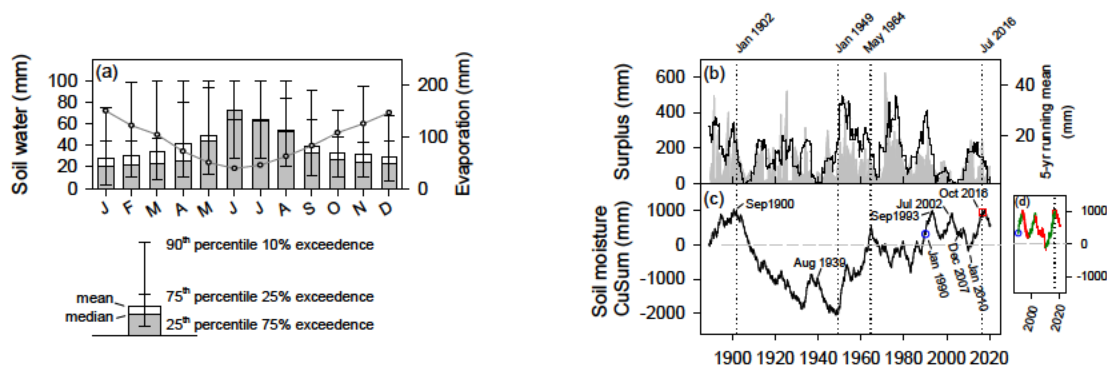 (a)
Soil water (mm)
100
80
60
40
20
0
200
100
0
Evaporation (mm)
J F M A M J J A S O N D
90th percentile 10% exceedence
mean
75th percentile 25% exceedence
median
25th percentile 75% exceedence
Jan 1902
Jan 1949
May 1964
Jul 2016
(b)
Surplus (mm)
600
400
200
0
40
20
0
5-yr running mean
(mm)
(c)
Soil moisture
CuSum (mm)
1000
0
-1000
-2000
Sep1900
Aug 1939
Sep1993
Jul 2002
Oct 2016
Jan 1990
Dec 2007
Jan 2010
1900 1920 1940 1960 1980 2000 2020
(d)
1000
0
-1000
2000
2020